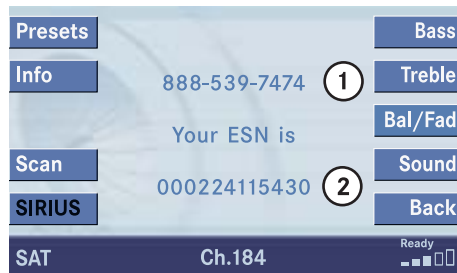 Presets
Bass
Info
888-539-7474
1
Treble
Your ESN is
Bal/Fad
Scan
000224115430
2
Sound
SIRIUS
Back
SAT
Ch.184
Ready